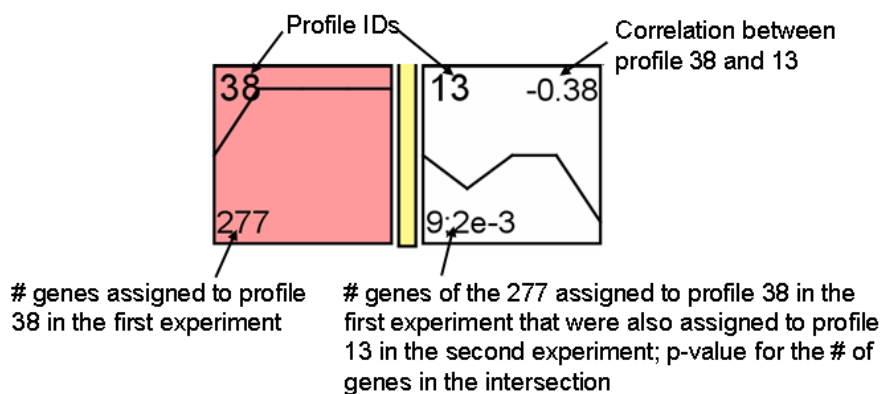 Profile IDs
Correlation between
profile 38 and 13
38
13
-0.38
277
9;2e-3
# genes assigned to profile
38 in the first experiment
# genes of the 277 assigned to profile 38 in the
first experiment that were also assigned to profile
13 in the second experiment; p-value for the # of
genes in the intersection